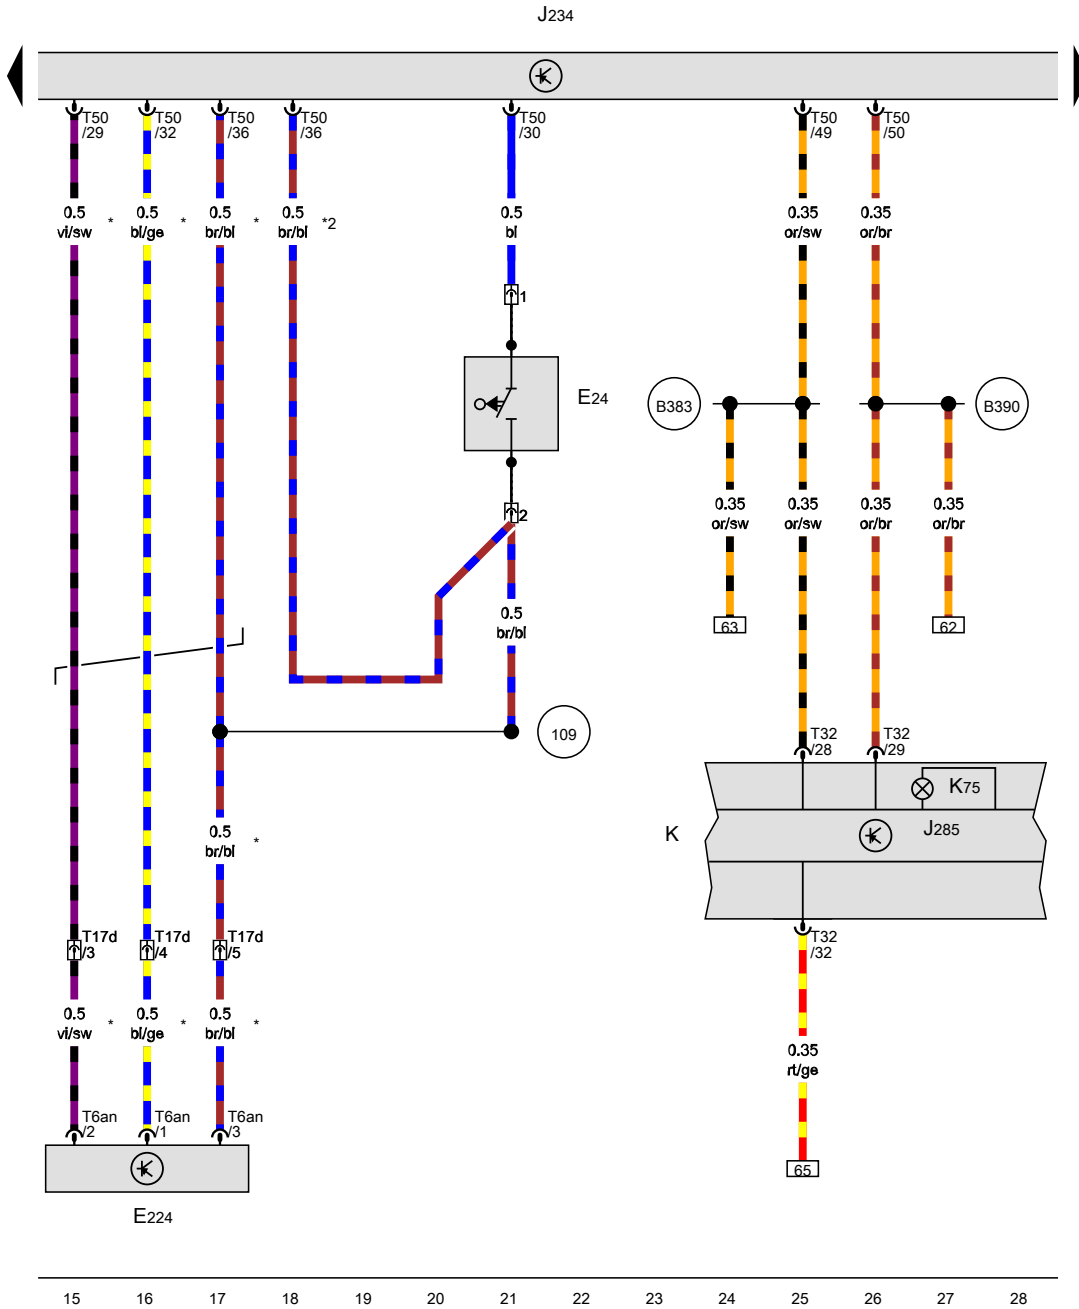 J234
T50
/29
T50
/32
T50
/36
T50
/36
T50
/30
T50
/49
T50
/50
0.5
vi/sw
*
0.5
bl/ge
*
0.5
br/bl
*
0.5
br/bl
*2
0.5
bl
0.35
or/sw
0.35
or/br
1
E24
B383
B390
2
0.35
or/sw
0.35
or/sw
0.35
or/br
0.35
or/br
0.5
br/bl
63
62
109
T32
/28
T32
/29
K75
K
J285
0.5
br/bl
*
T17d
/3
T17d
/4
T17d
/5
T32
/32
0.5
vi/sw
*
0.5
bl/ge
*
0.5
br/bl
*
0.35
rt/ge
T6an
/2
T6an
/1
T6an
/3
65
E224
15 16 17 18 19 20 21 22 23 24 25 26 27 28